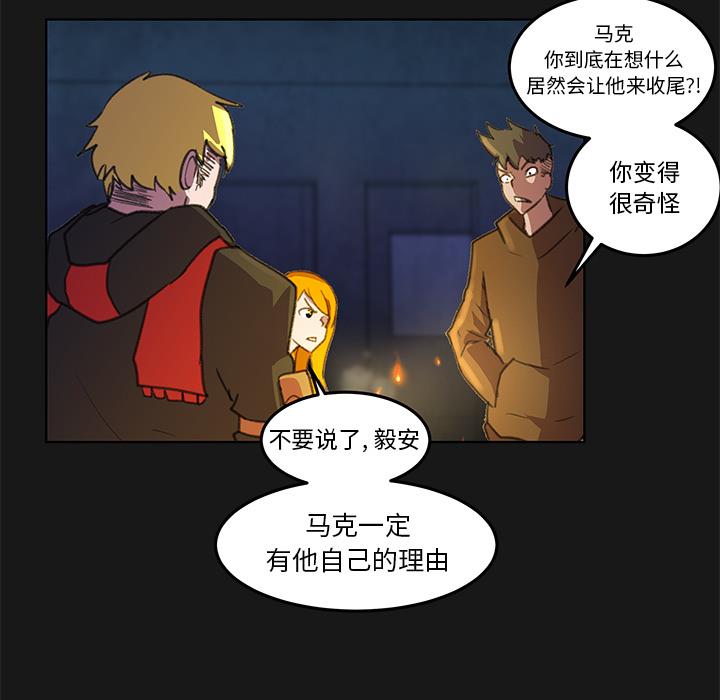 马克
你到底在想什么
居然会让他来收尾?!
你变得
很奇怪
不要说了, 毅安
马克一定
有他自己的理由